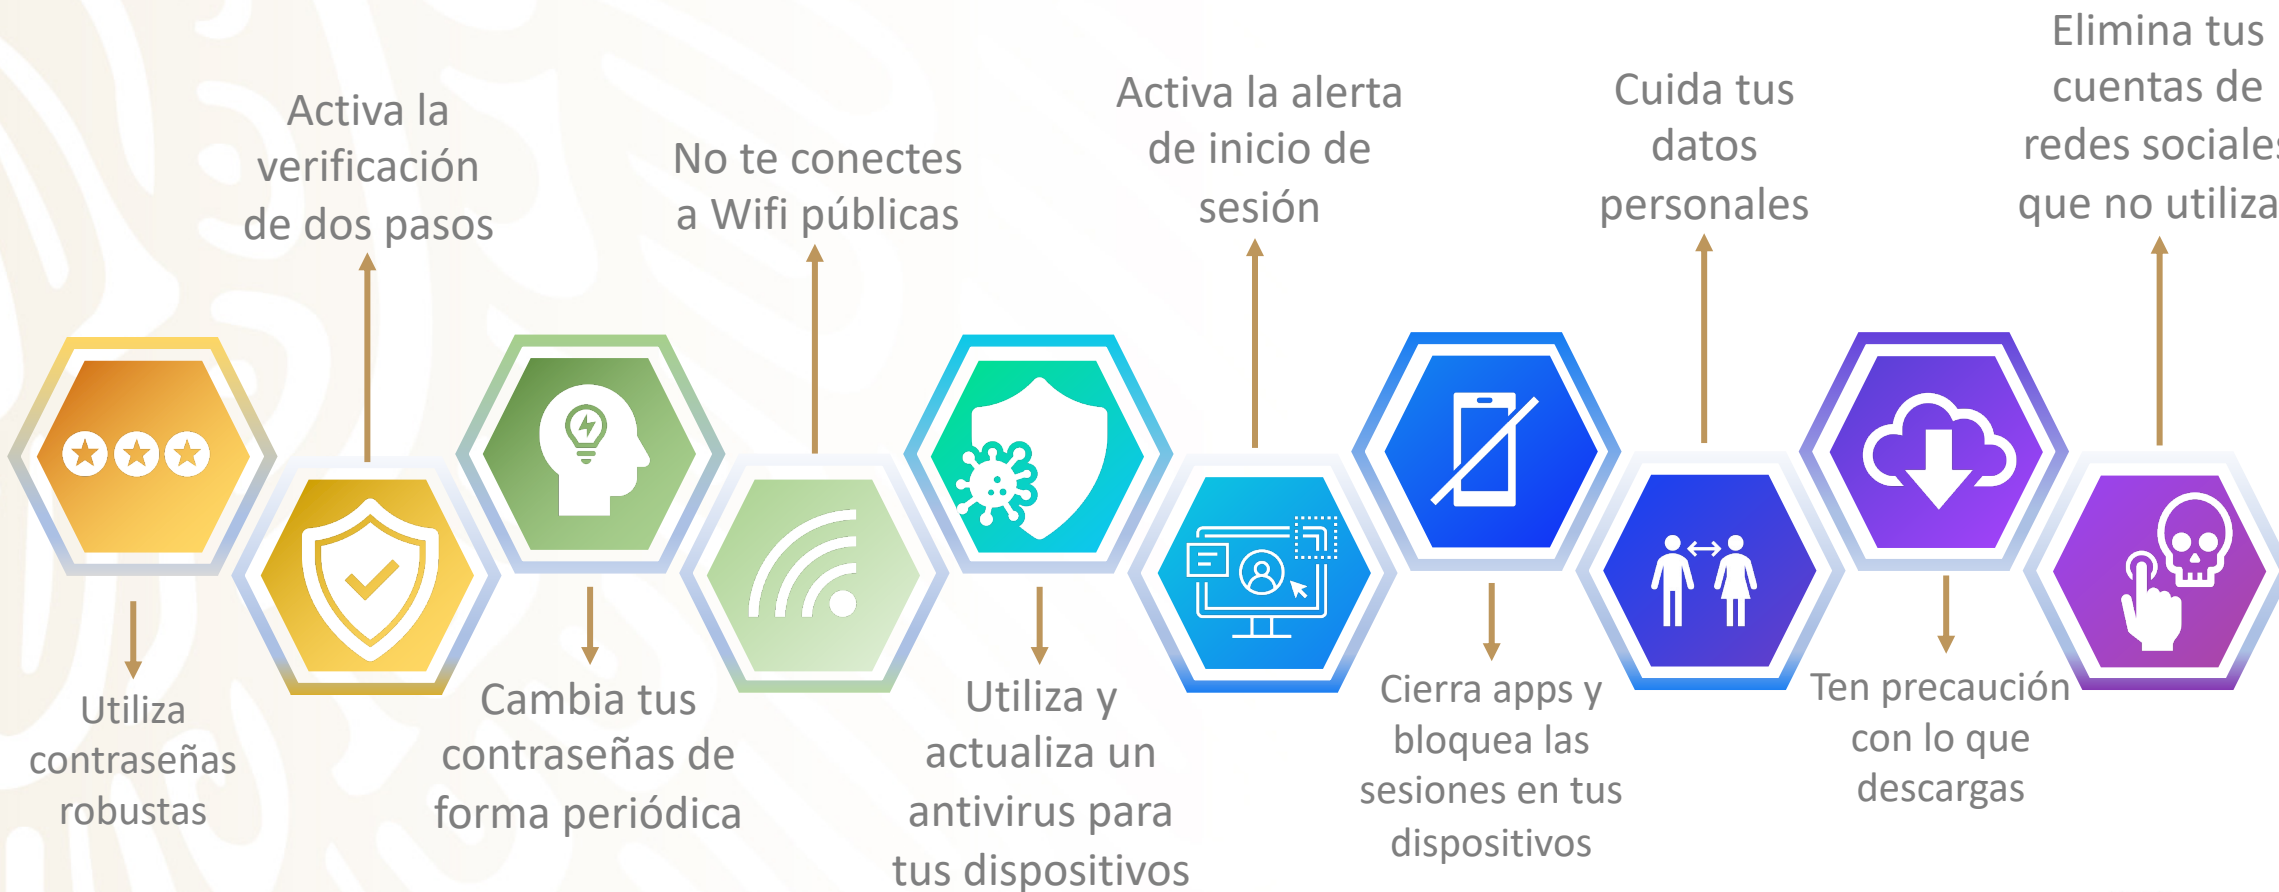 Utiliza
contraseñas
robustas
Activa la
verificación
de dos pasos
Cambia tus
contraseñas de
forma periódica
No te conectes
a Wifi públicas
Utiliza y
actualiza un
antivirus para
tus dispositivos
Activa la alerta
de inicio de
sesión
Cierra apps y
bloquea las
sesiones en tus
dispositivos
Cuida tus
datos
personales
Ten precaución
con lo que
descargas
Elimina tus
cuentas de
redes sociales
que no utiliza